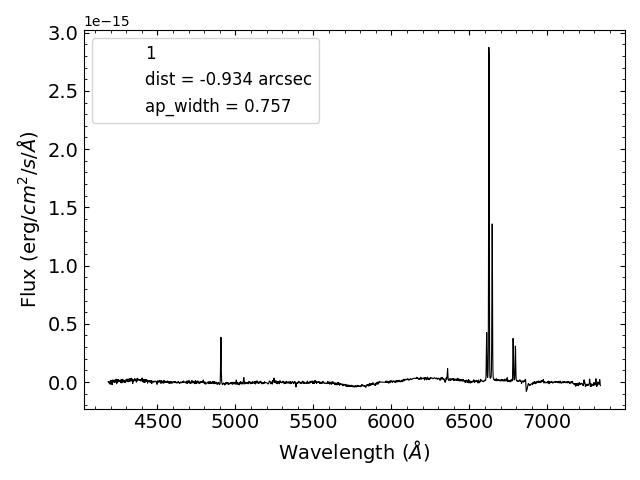 1e−15
1
dist = -0.934 arcsec
ap_width = 0.757
3.0
2.5
2.0
1.5
1.0
0.5
0.0
Flux (erg/cm²/s/Å)
4500 5000 5500 6000 6500 7000
Wavelength (Å)